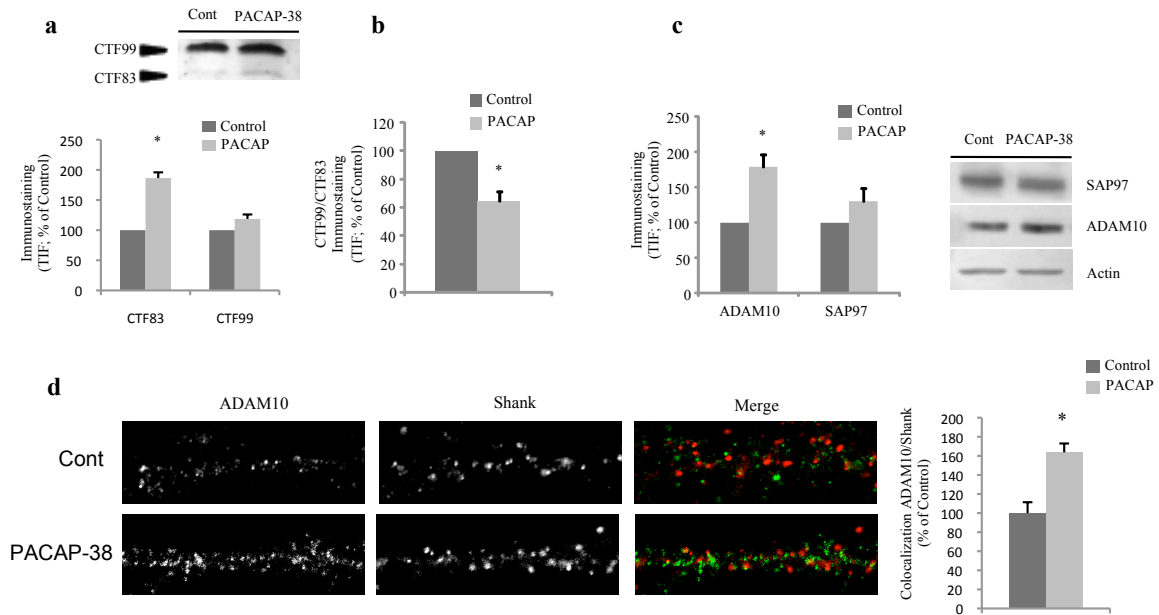 a
Cont PACAP-38
CTF99
CTF83
Control
PACAP
Immunostaining
(TIF; % of Control)
250
200
150
100
50
0
*
CTF83 CTF99
b
Control
PACAP
CTF99/CTF83
Immunostaining
(TIF; % of Control)
120
100
80
60
40
20
0
*
c
Control
PACAP
Immunostaining
(TIF; % of Control)
250
200
150
100
50
0
*
ADAM10 SAP97
Cont PACAP-38
SAP97
ADAM10
Actin
d
ADAM10 Shank Merge
Cont
PACAP-38
Control
PACAP
Colocalization ADAM10/Shank
(% of Control)
200
180
160
140
120
100
80
60
40
20
0
*